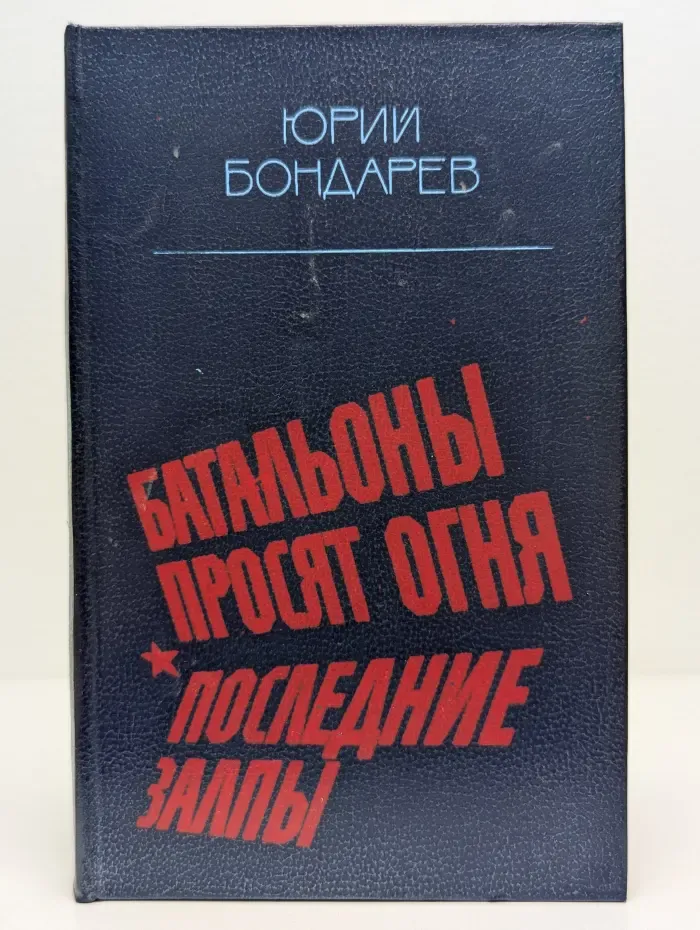 ЮРИЙ
БОНДАРЕВ
БАТАЛЬОНЫ
ПРОСЯТ ОГНЯ
ПОСЛЕДНИЕ
ЗАЛПЫ